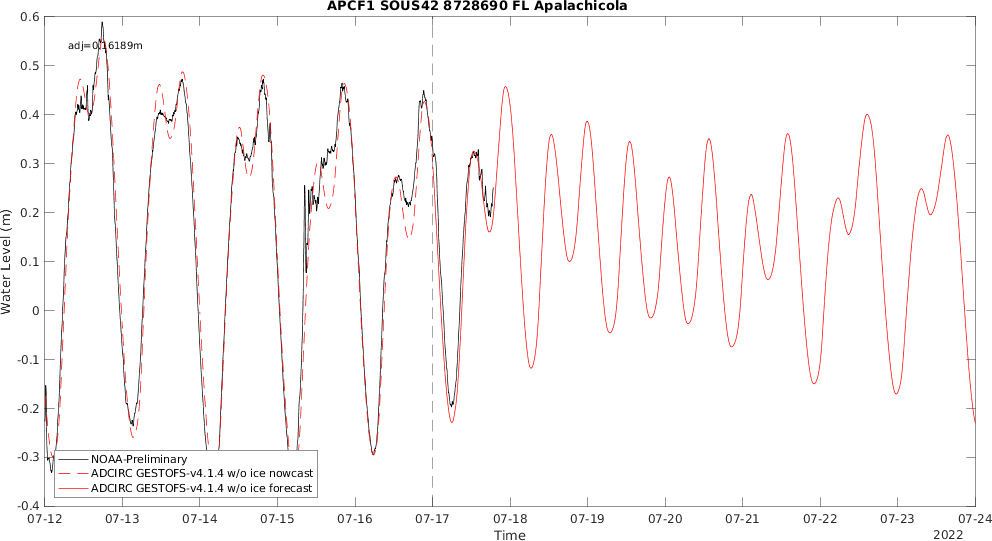 APCF1 SOUS42 8728690 FL Apalachicola
adj=0.16189m
Water Level (m)
0.6
0.5
0.4
0.3
0.2
0.1
0
-0.1
-0.2
-0.3
-0.4
NOAA-Preliminary
ADCIRC GESTOFS-v4.1.4 w/o ice nowcast
ADCIRC GESTOFS-v4.1.4 w/o ice forecast
07-12 07-13 07-14 07-15 07-16 07-17 07-18 07-19 07-20 07-21 07-22 07-23 07-24
Time
2022